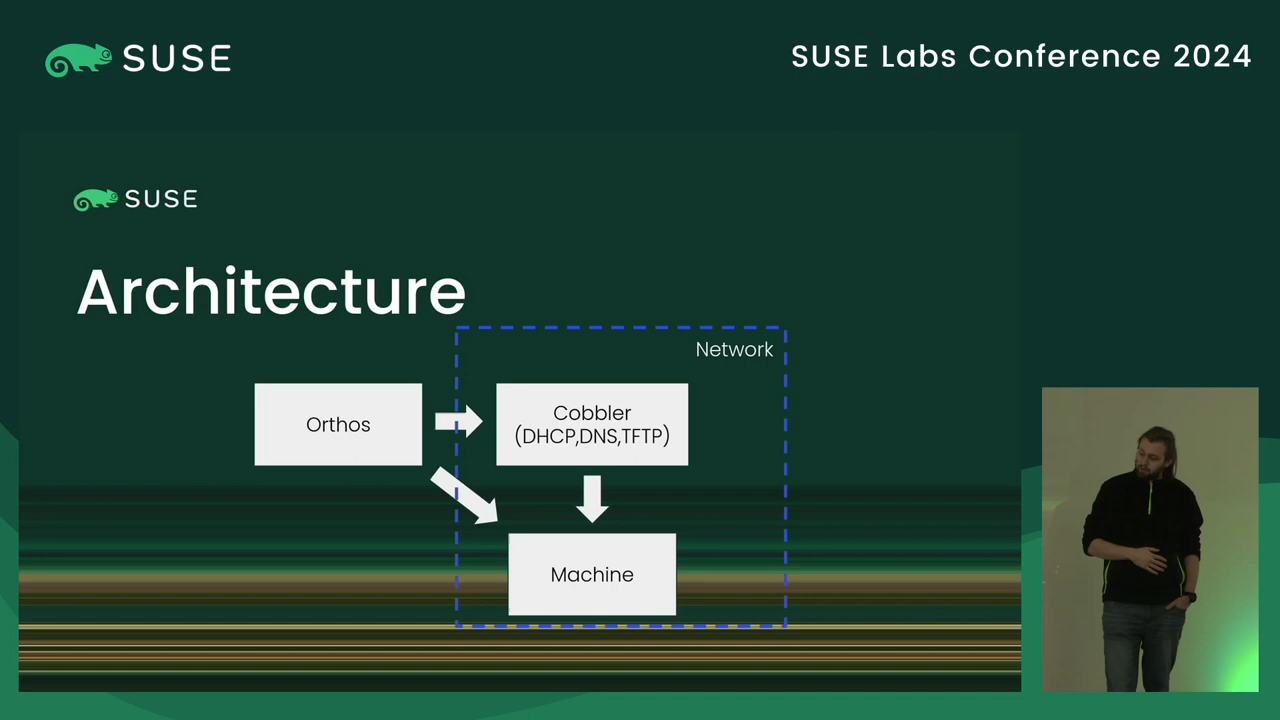 SUSE
SUSE Labs Conference 2024
SUSE
Architecture
Network
Orthos
Cobbler
(DHCP,DNS,TFTP)
Machine